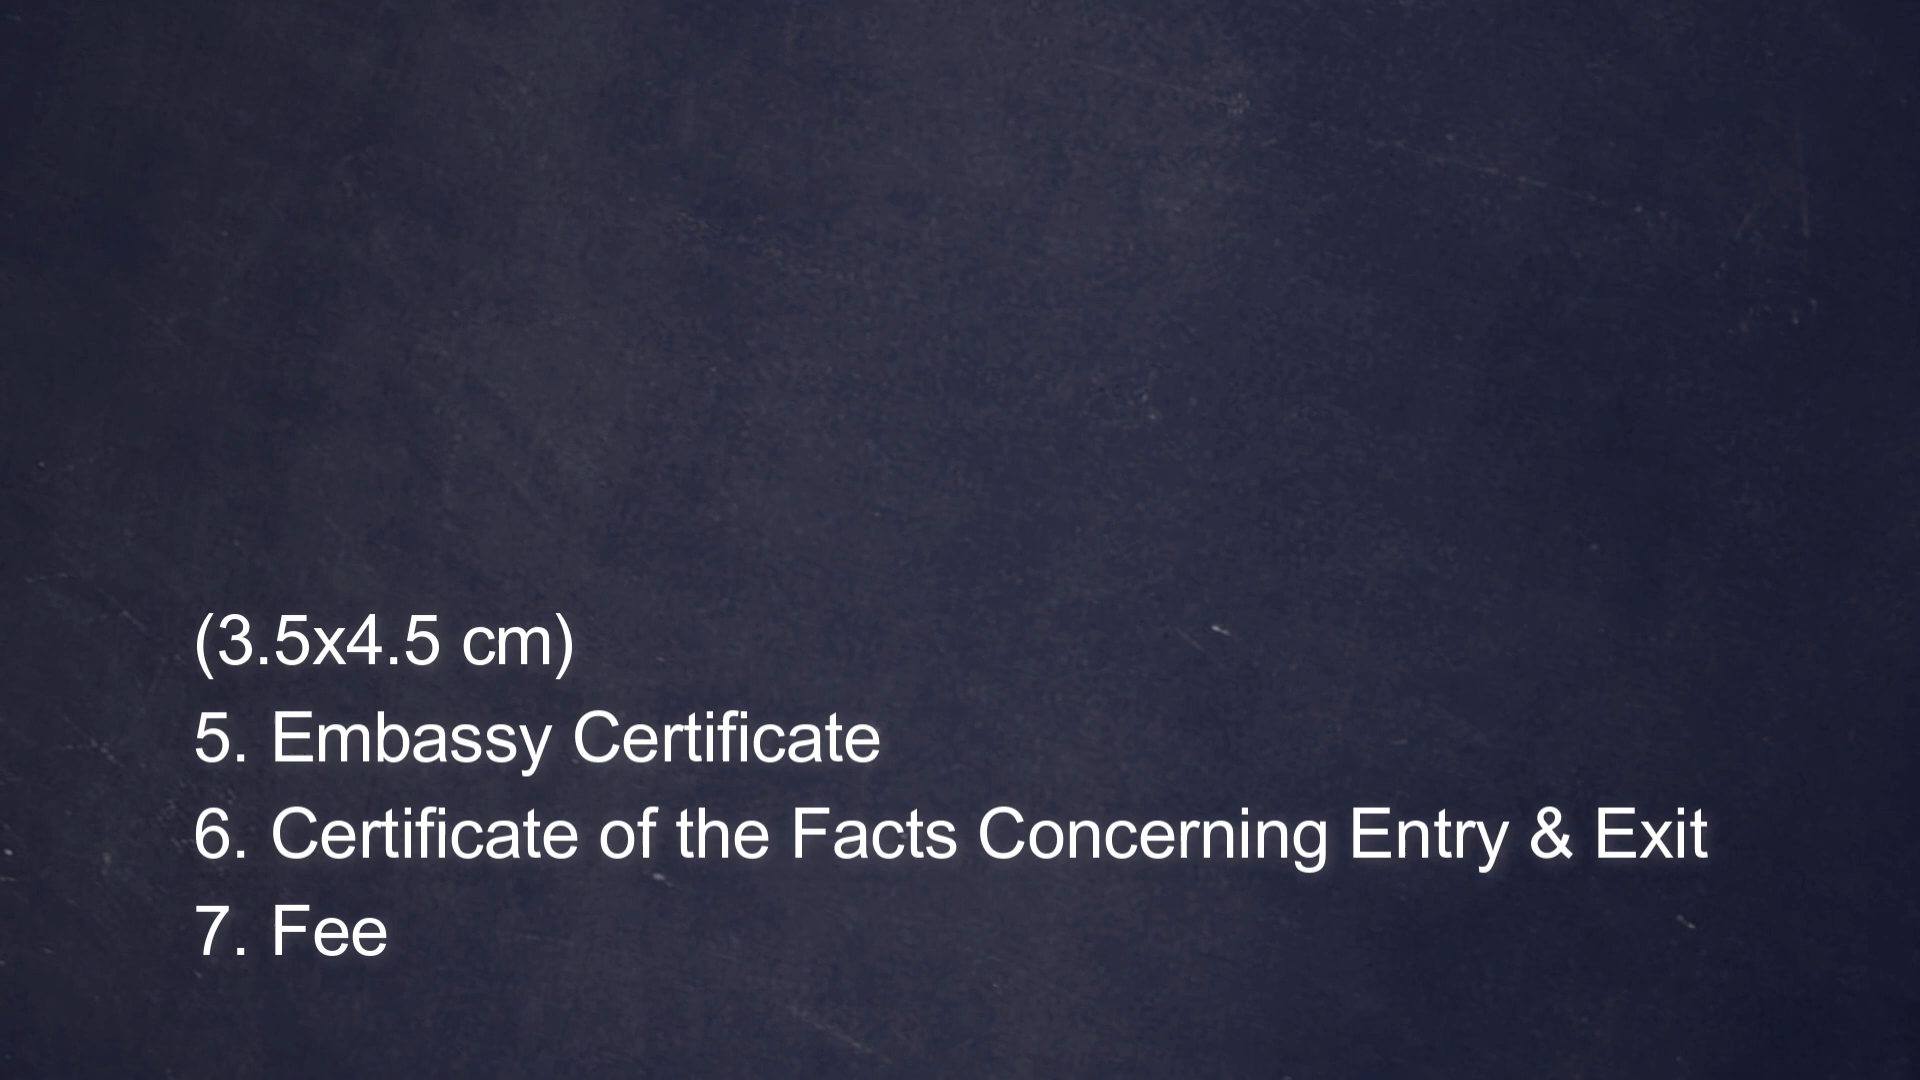 (3.5x4.5 cm)
5. Embassy Certificate
6. Certificate of the Facts Concerning Entry & Exit
7. Fee